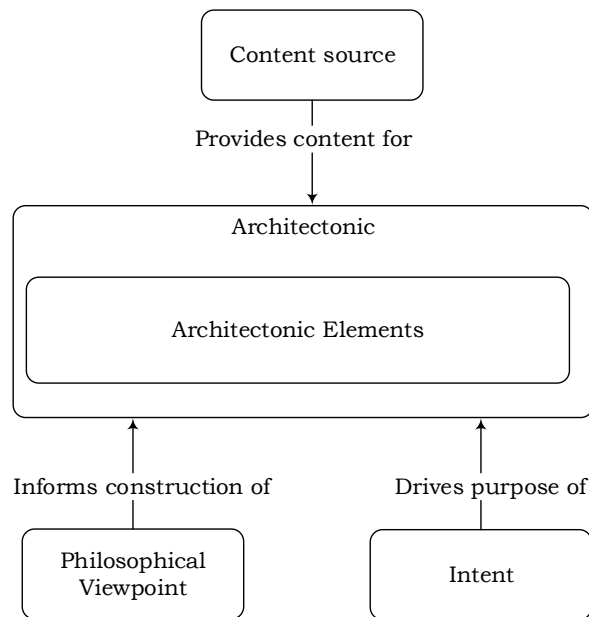 Content source
Provides content for
Architectonic
Architectonic Elements
Informs construction of
Drives purpose of
Philosophical
Viewpoint
Intent